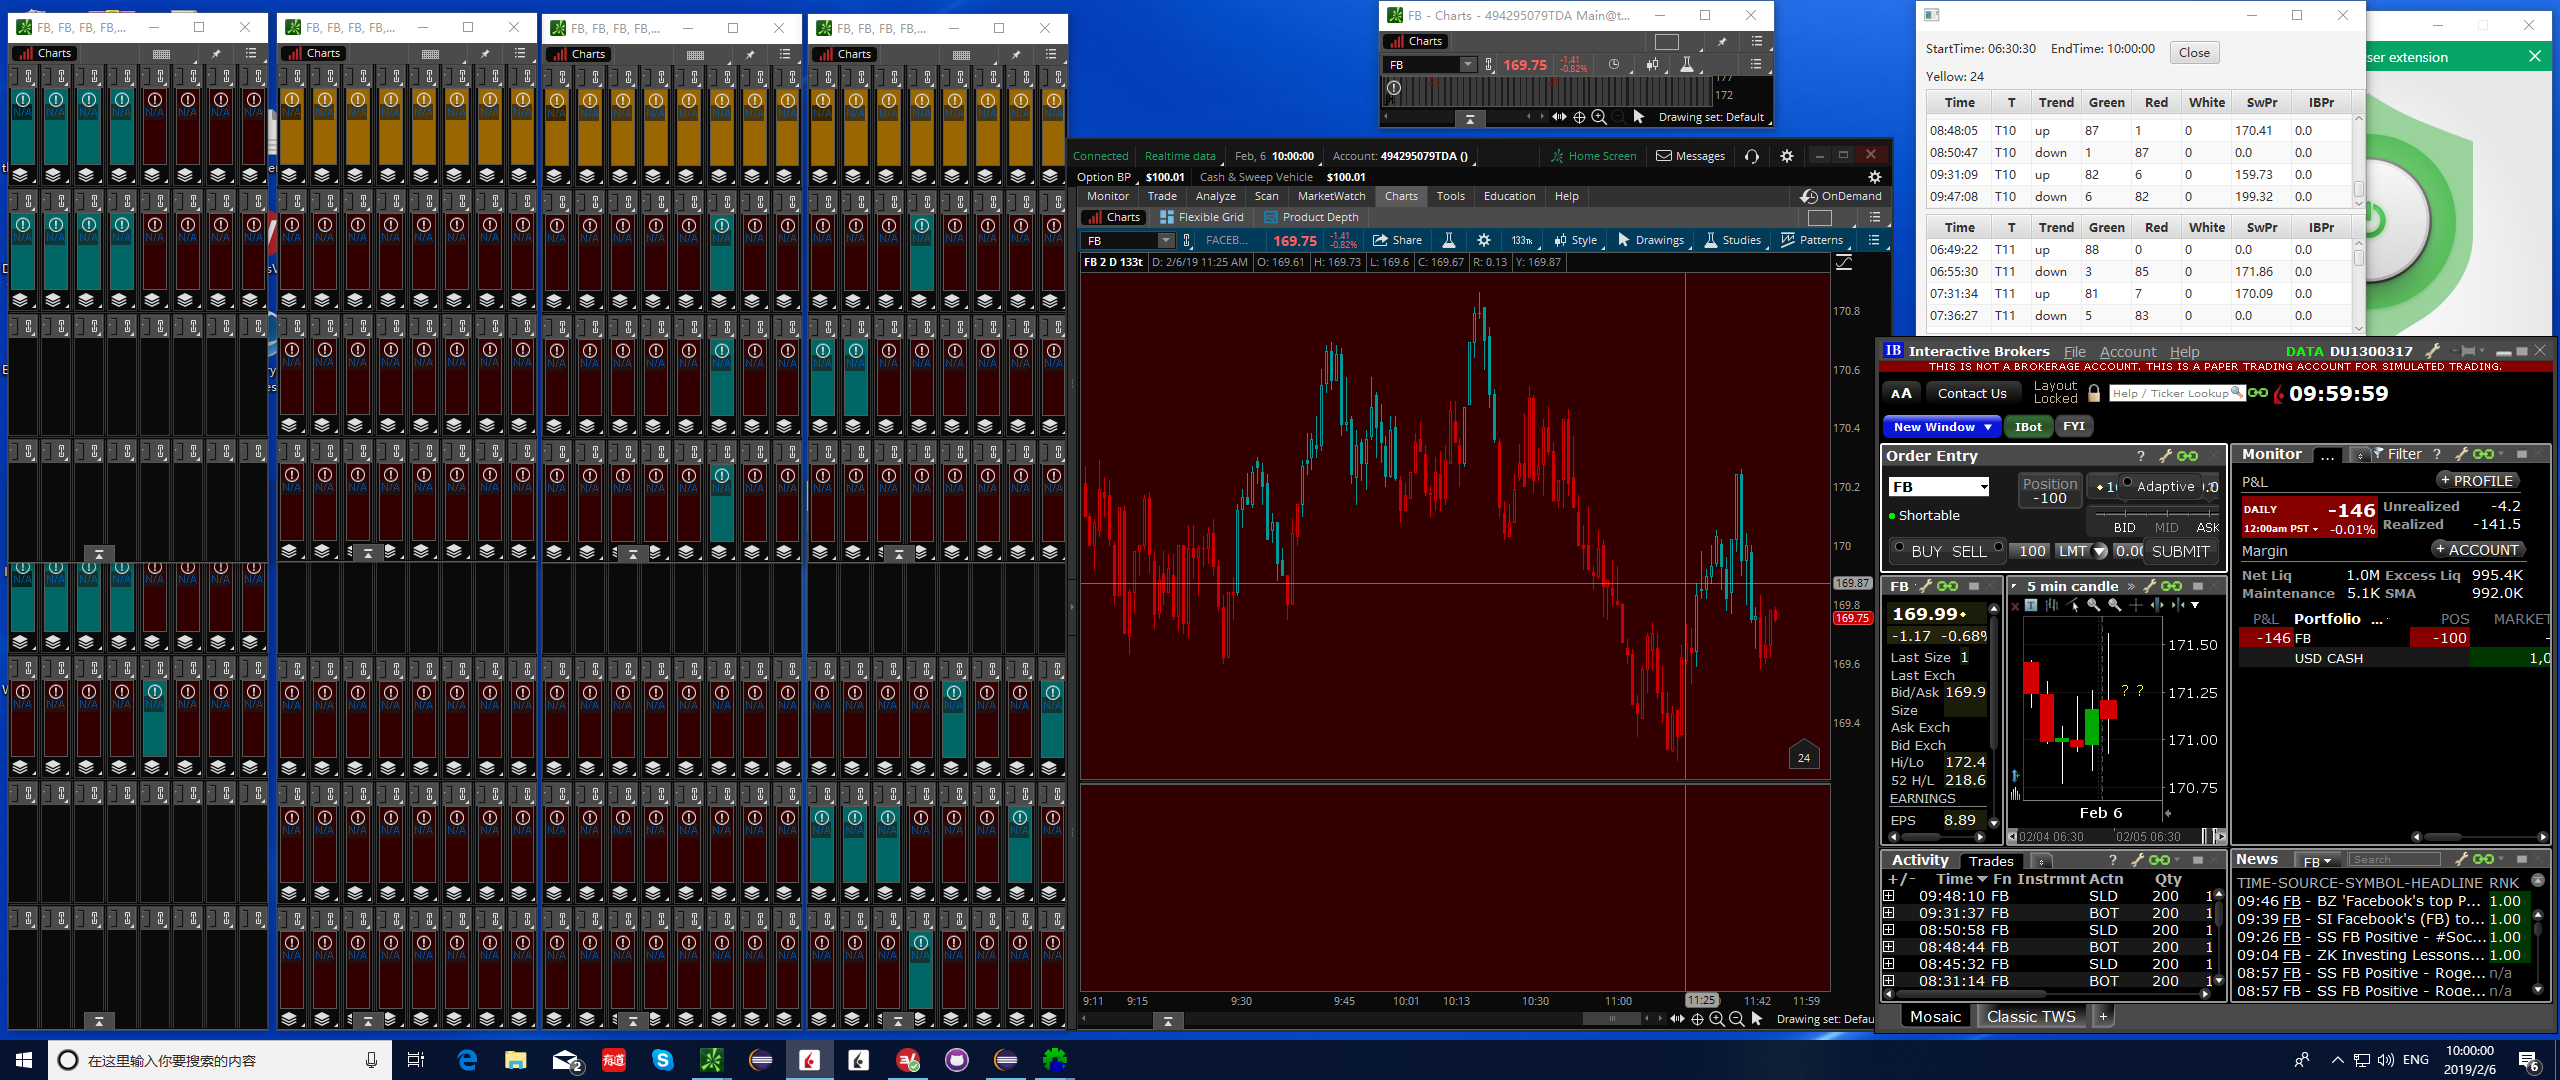 FB, FB, FB, FB,...
Charts
FB, FB, FB, FB,...
Charts
FB, FB, FB, FB,...
Charts
FB, FB, FB, FB,...
Charts
N/A
FB - Charts - 494295079TDA Main@t...
Charts
FB
169.75
-1.41
-0.82%
177
172
Drawing set: Default
Connected Realtime data Feb, 6 10:00:00 Account: 494295079TDA () Home Screen Messages
Option BP $100.01 Cash & Sweep Vehicle $100.01
Monitor Trade Analyze Scan MarketWatch Charts Tools Education Help OnDemand
Charts Flexible Grid Product Depth
FB FACEB... 169.75 -1.41 -0.82% Share 133tk Style Drawings Studies Patterns
FB 2 D 133t D: 2/6/19 11:25 AM O: 169.61 H: 169.73 L: 169.6 C: 169.67 R: 0.13 Y: 169.87
170.8
170.6
170.4
170.2
170
169.87
169.8
169.75
169.6
169.4
24
9:11 9:15 9:30 9:45 10:01 10:13 10:30 11:00 11:25 11:42 11:59
Drawing set: Defau
StartTime: 06:30:30 EndTime: 10:00:00 Close
Yellow: 24
Time T Trend Green Red White SwPr IBPr
08:48:05 T10 up 87 1 0 170.41 0.0
08:50:47 T10 down 1 87 0 0.0 0.0
09:31:09 T10 up 82 6 0 159.73 0.0
09:47:08 T10 down 6 82 0 199.32 0.0
Time T Trend Green Red White SwPr IBPr
06:49:22 T11 up 88 0 0 0.0 0.0
06:55:30 T11 down 3 85 0 171.86 0.0
07:31:34 T11 up 81 7 0 170.09 0.0
07:36:27 T11 down 5 83 0 0.0 0.0
ser extension
IB Interactive Brokers File Account Help DATA DU1300317
THIS IS NOT A BROKERAGE ACCOUNT. THIS IS A PAPER TRADING ACCOUNT FOR SIMULATED TRADING.
AA Contact Us Layout Locked Help / Ticker Lookup 09:59:59
New Window IBot FYI
Order Entry ?
FB Position -100 Adaptive
Shortable
BID MID ASK
BUY SELL 100 LMT 0.00 SUBMIT
Monitor ... Filter ?
P&L + PROFILE
DAILY -146 Unrealized -4.2
12:00am PST -0.01% Realized -141.5
Margin + ACCOUNT
Net Liq 1.0M Excess Liq 995.4K
Maintenance 5.1K SMA 992.0K
P&L Portfolio ... POS MARKET
-146 FB -100
USD CASH 1,0
FB
169.99
-1.17 -0.68%
Last Size 1
Last Exch
Bid/Ask 169.9
Size
Ask Exch
Bid Exch
Hi/Lo 172.4
52 H/L 218.6
EARNINGS
EPS 8.89
5 min candle
171.50
171.25
171.00
170.75
? ?
Feb 6
02/04 06:30 02/05 06:30
Activity Trades ?
+/- Time Fn Instrmnt Actn Qty
09:48:10 FB SLD 200 1
09:31:37 FB BOT 200 1
08:50:58 FB SLD 200 1
08:48:44 FB BOT 200 1
08:45:32 FB SLD 200 1
08:31:14 FB BOT 200 1
Mosaic Classic TWS +
News FB Search
TIME-SOURCE-SYMBOL-HEADLINE RNK
09:46 FB - BZ 'Facebook's top P... 1.00
09:39 FB - SI Facebook's (FB) to... 1.00
09:26 FB - SS FB Positive - #Soc... 1.00
09:04 FB - ZK Investing Lessons... 1.00
08:57 FB - SS FB Positive - Roge... n/a
08:57 FB - SS FB Positive - Roge... n/a
在这里输入你要搜索的内容
2
有道
ENG
10:00:00
2019/2/6
6